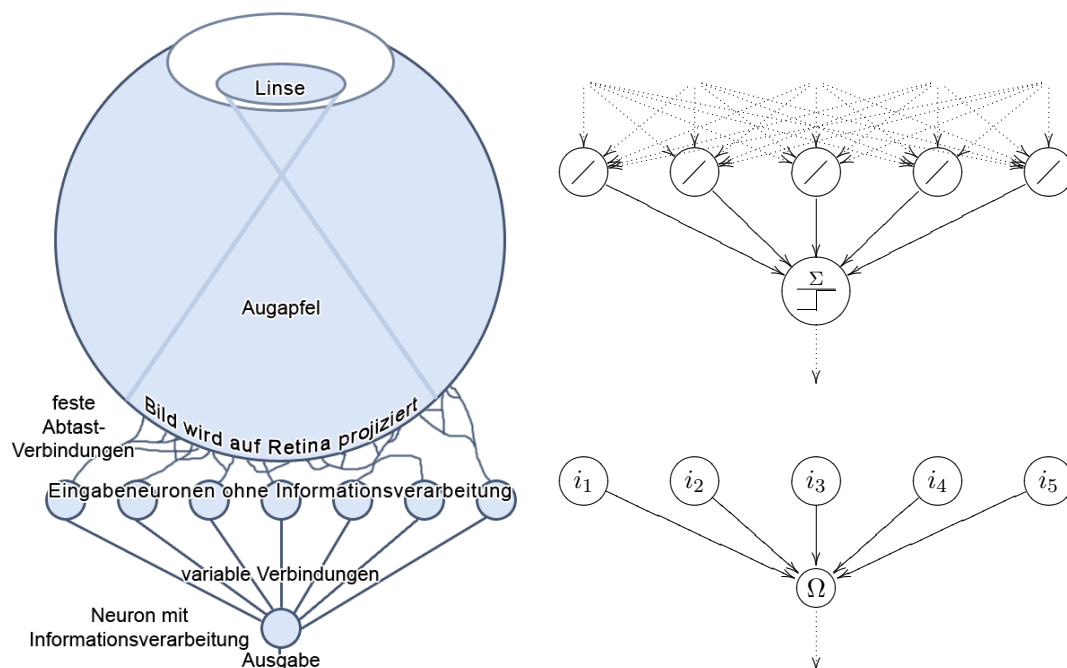 Linse
Augapfel
feste
Abtast-
Verbindungen
Bild wird auf Retina projiziert
Eingabeneuronen ohne Informationsverarbeitung
variable Verbindungen
Neuron mit
Informationsverarbeitung
Ausgabe
Σ
i₁ i₂ i₃ i₄ i₅
Ω